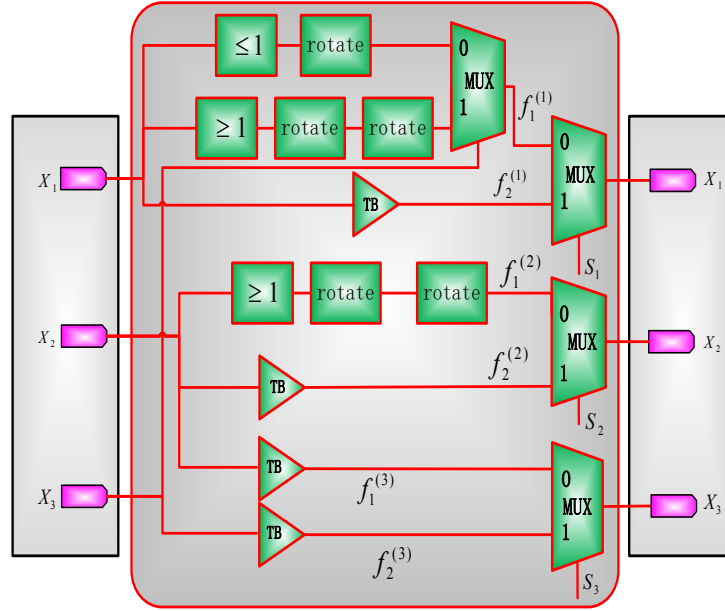 ≤1 rotate
0
MUX
1
f₁⁽¹⁾
≥1 rotate rotate
0
MUX
1
X₁
TB
f₂⁽¹⁾
X₁
S₁
≥1 rotate rotate
f₁⁽²⁾
0
MUX
1
X₂
TB
f₂⁽²⁾
X₂
S₂
TB
f₁⁽³⁾
0
MUX
1
X₃
TB
f₂⁽³⁾
X₃
S₃